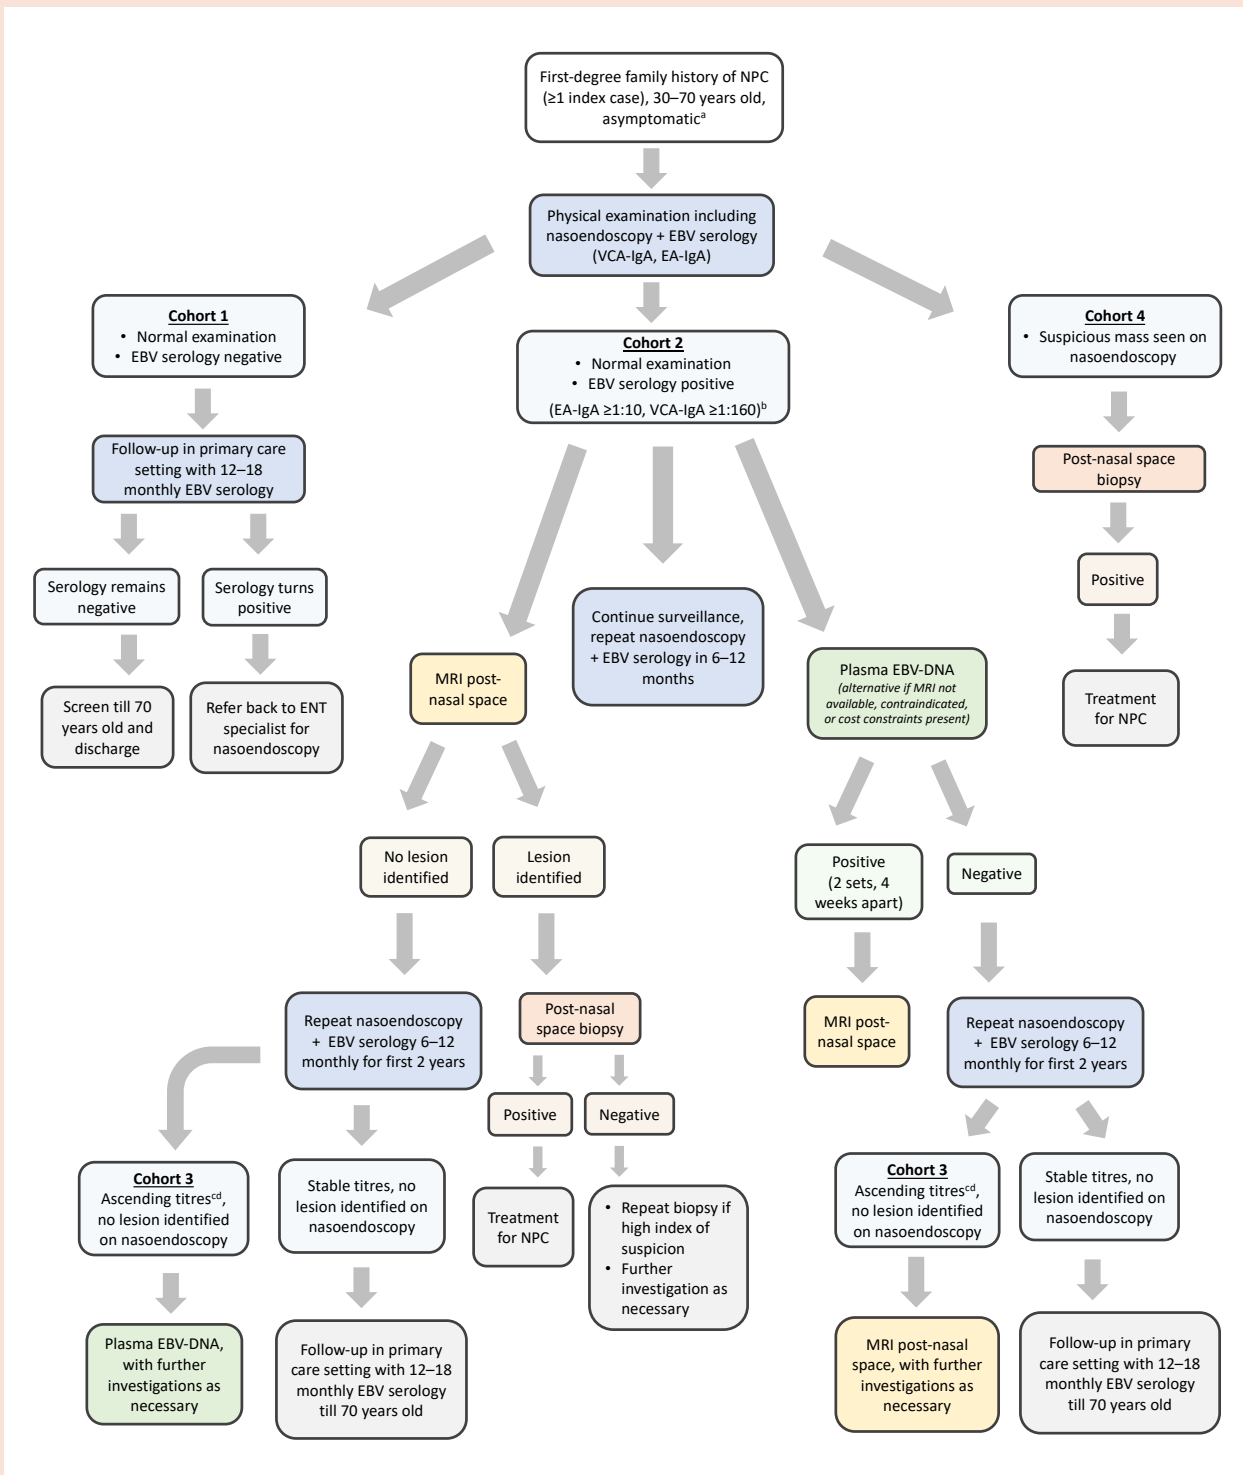 First-degree family history of NPC
(≥1 index case), 30–70 years old,
asymptomaticᵃ
Physical examination including
nasoendoscopy + EBV serology
(VCA-IgA, EA-IgA)
Cohort 1
• Normal examination
• EBV serology negative
Cohort 2
• Normal examination
• EBV serology positive
(EA-IgA ≥1:10, VCA-IgA ≥1:160)ᵇ
Cohort 4
• Suspicious mass seen on
nasoendoscopy
Follow-up in primary care
setting with 12–18
monthly EBV serology
Post-nasal space
biopsy
Serology remains
negative
Serology turns
positive
Positive
Screen till 70
years old and
discharge
Refer back to ENT
specialist for
nasoendoscopy
MRI post-
nasal space
Continue surveillance,
repeat nasoendoscopy
+ EBV serology in 6–12
months
Plasma EBV-DNA
(alternative if MRI not
available, contraindicated,
or cost constraints present)
Treatment
for NPC
No lesion
identified
Lesion
identified
Positive
(2 sets, 4
weeks apart)
Negative
Repeat nasoendoscopy
+ EBV serology 6–12
monthly for first 2 years
Post-nasal
space biopsy
MRI post-
nasal space
Repeat nasoendoscopy
+ EBV serology 6–12
monthly for first 2 years
Positive
Negative
Cohort 3
Ascending titresᶜᵈ,
no lesion identified
on nasoendoscopy
Stable titres, no
lesion identified on
nasoendoscopy
Treatment
for NPC
• Repeat biopsy if
high index of
suspicion
• Further
investigation as
necessary
Cohort 3
Ascending titresᶜᵈ,
no lesion identified
on nasoendoscopy
Stable titres, no
lesion identified on
nasoendoscopy
Plasma EBV-DNA,
with further
investigations as
necessary
Follow-up in primary
care setting with 12–18
monthly EBV serology
till 70 years old
MRI post-nasal
space, with further
investigations as
necessary
Follow-up in primary
care setting with 12–18
monthly EBV serology
till 70 years old